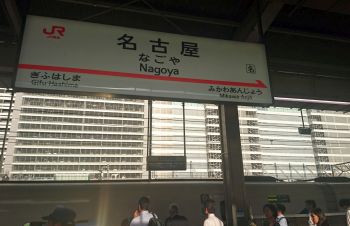 JR
名古屋
なごや
Nagoya
ぎふはしま
Gifu-Hashima
みかわあんじょう
Mikawa-Anjō